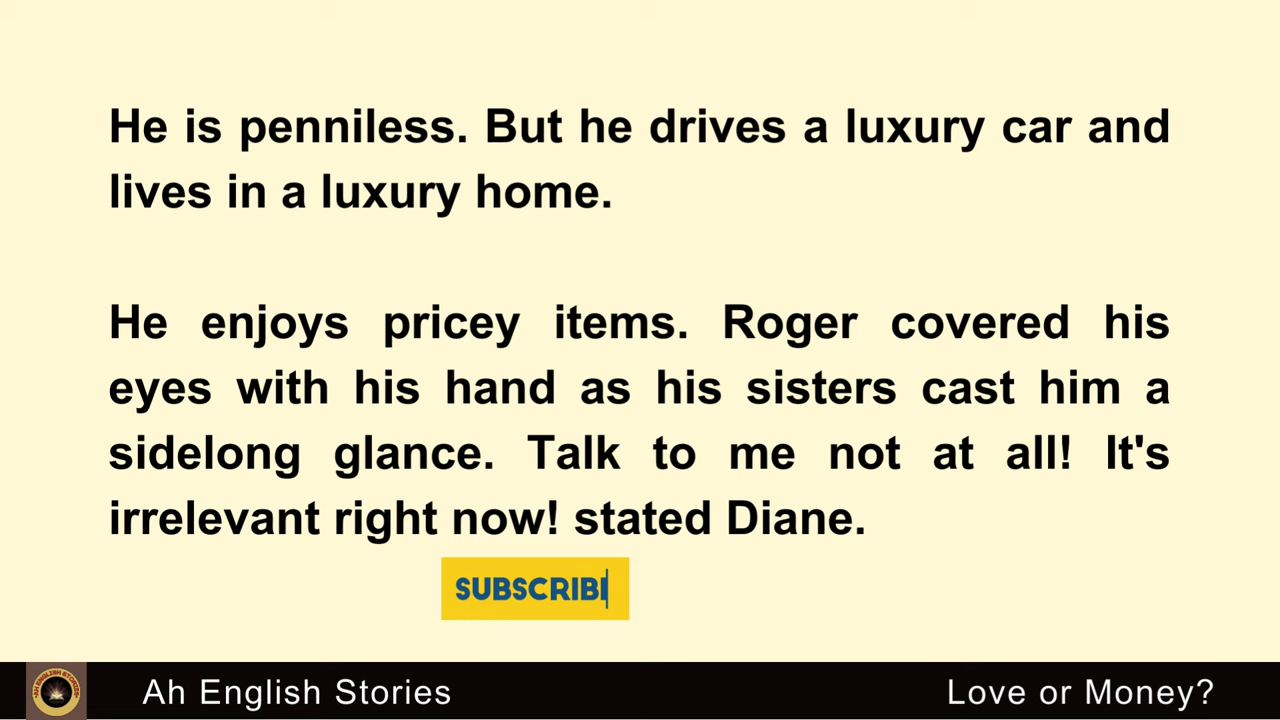 He is penniless. But he drives a luxury car and
lives in a luxury home.
He enjoys pricey items. Roger covered his
eyes with his hand as his sisters cast him a
sidelong glance. Talk to me not at all! It's
irrelevant right now! stated Diane.
SUBSCRIB
Ah English Stories
Love or Money?